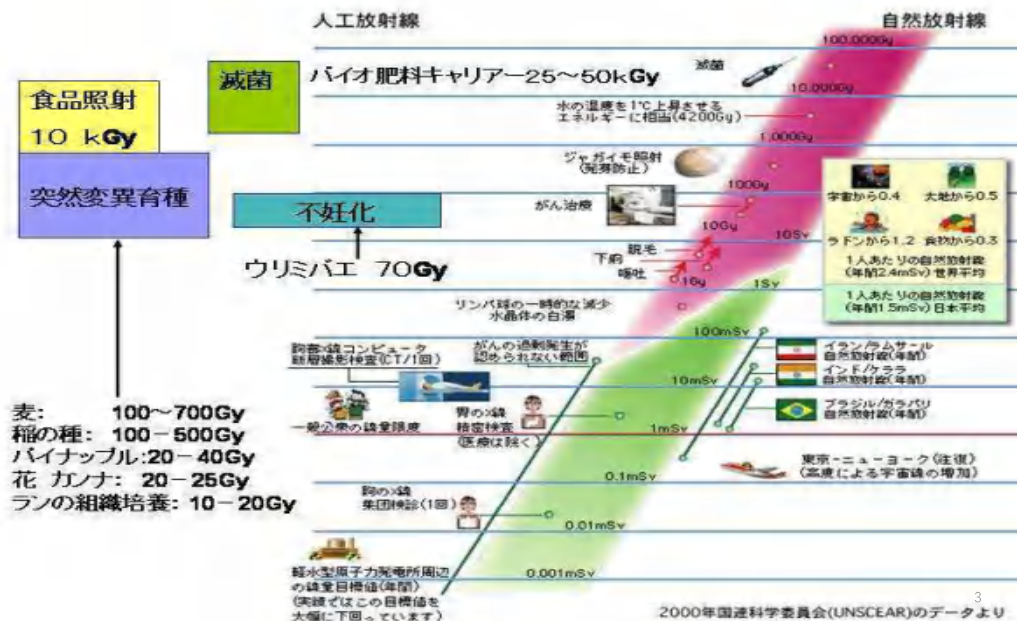 人工放射線
自然放射線
100.000Gy
滅菌
バイオ肥料キャリアー25～50kGy
滅菌
10.000Gy
食品照射
10 kGy
水の温度を1℃上昇させる
エネルギーに相当(4200Gy)
1.000Gy
ジャガイモ照射
(発芽防止)
突然変異育種
100Gy
宇宙から0.4
大地から0.5
不妊化
がん治療
10Gy
10Sv
ラドンから1.2
食物から0.3
脱毛
下痢
嘔吐
ウリミバエ 70Gy
1Gy
1Sv
1人あたりの自然放射線
(年間2.4mSv)世界平均
1人あたりの自然放射線
(年間1.5mSv)日本平均
リンパ球の一時的な減少
水晶体の白濁
100mSv
胸部X線コンピュータ
断層撮影検査(CT/1回)
がんの過剰発生が
認められない範囲
イラン/ラムサール
自然放射線(年間)
10mSv
インド/ケララ
自然放射線(年間)
麦: 100～700Gy
稲の種: 100－500Gy
パイナップル:20－40Gy
花 カンナ: 20－25Gy
ランの組織培養: 10－20Gy
一般公衆の線量限度
胃のX線
精密検査
(医療は除く)
1mSv
ブラジル/ガラパリ
自然放射線(年間)
東京-ニューヨーク(往復)
(高度による宇宙線の増加)
0.1mSv
胸のX線
集団検診(1回)
0.01mSv
軽水型原子力発電所周辺
の線量目標値(年間)
(実績ではこの目標値を
大幅に下回っています)
0.001mSv
3
2000年国連科学委員会(UNSCEAR)のデータより